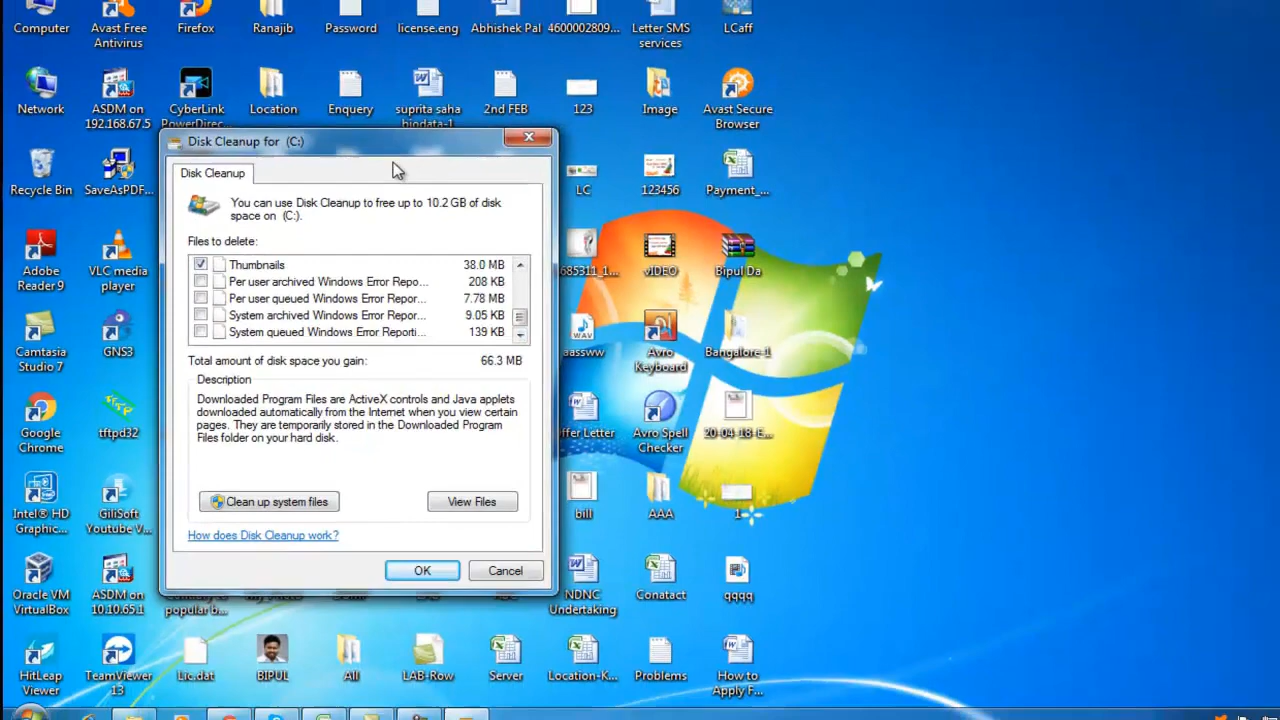 Computer
Avast Free
Antivirus
Firefox
Ranajib
Password
license.eng
Abhishek Pal
4600002809...
Letter SMS
services
LCaff
Network
ASDM on
192.168.67.5
CyberLink
PowerDirec...
Location
Enquery
suprita saha
biodata-1
2nd FEB
123
Image
Avast Secure
Browser
Disk Cleanup for (C:)
Disk Cleanup
You can use Disk Cleanup to free up to 10.2 GB of disk
space on (C:).
Files to delete:
Thumbnails 38.0 MB
Per user archived Windows Error Repo... 208 KB
Per user queued Windows Error Repor... 7.78 MB
System archived Windows Error Repor... 9.05 KB
System queued Windows Error Reporti... 139 KB
Total amount of disk space you gain: 66.3 MB
Description
Downloaded Program Files are ActiveX controls and Java applets
downloaded automatically from the Internet when you view certain
pages. They are temporarily stored in the Downloaded Program
Files folder on your hard disk.
Clean up system files
View Files
How does Disk Cleanup work?
OK
Cancel
Recycle Bin
SaveAsPDF...
LC
123456
Payment_...
Adobe
Reader 9
VLC media
player
685311_1...
vIDEO
Bipul Da
Camtasia
Studio 7
GNS3
aassww
Avro
Keyboard
Bangalore-1
Google
Chrome
tftpd32
ffer Letter
Avro Spell
Checker
20-04-18-E...
Intel® HD
Graphic...
GiliSoft
Youtube V...
bill
AAA
1
Oracle VM
VirtualBox
ASDM on
10.10.65.1
popular b...
NDNC
Undertaking
Conatact
qqqq
HitLeap
Viewer
TeamViewer
13
Lic.dat
BIPUL
All
LAB-Row
Server
Location-K...
Problems
How to
Apply F...